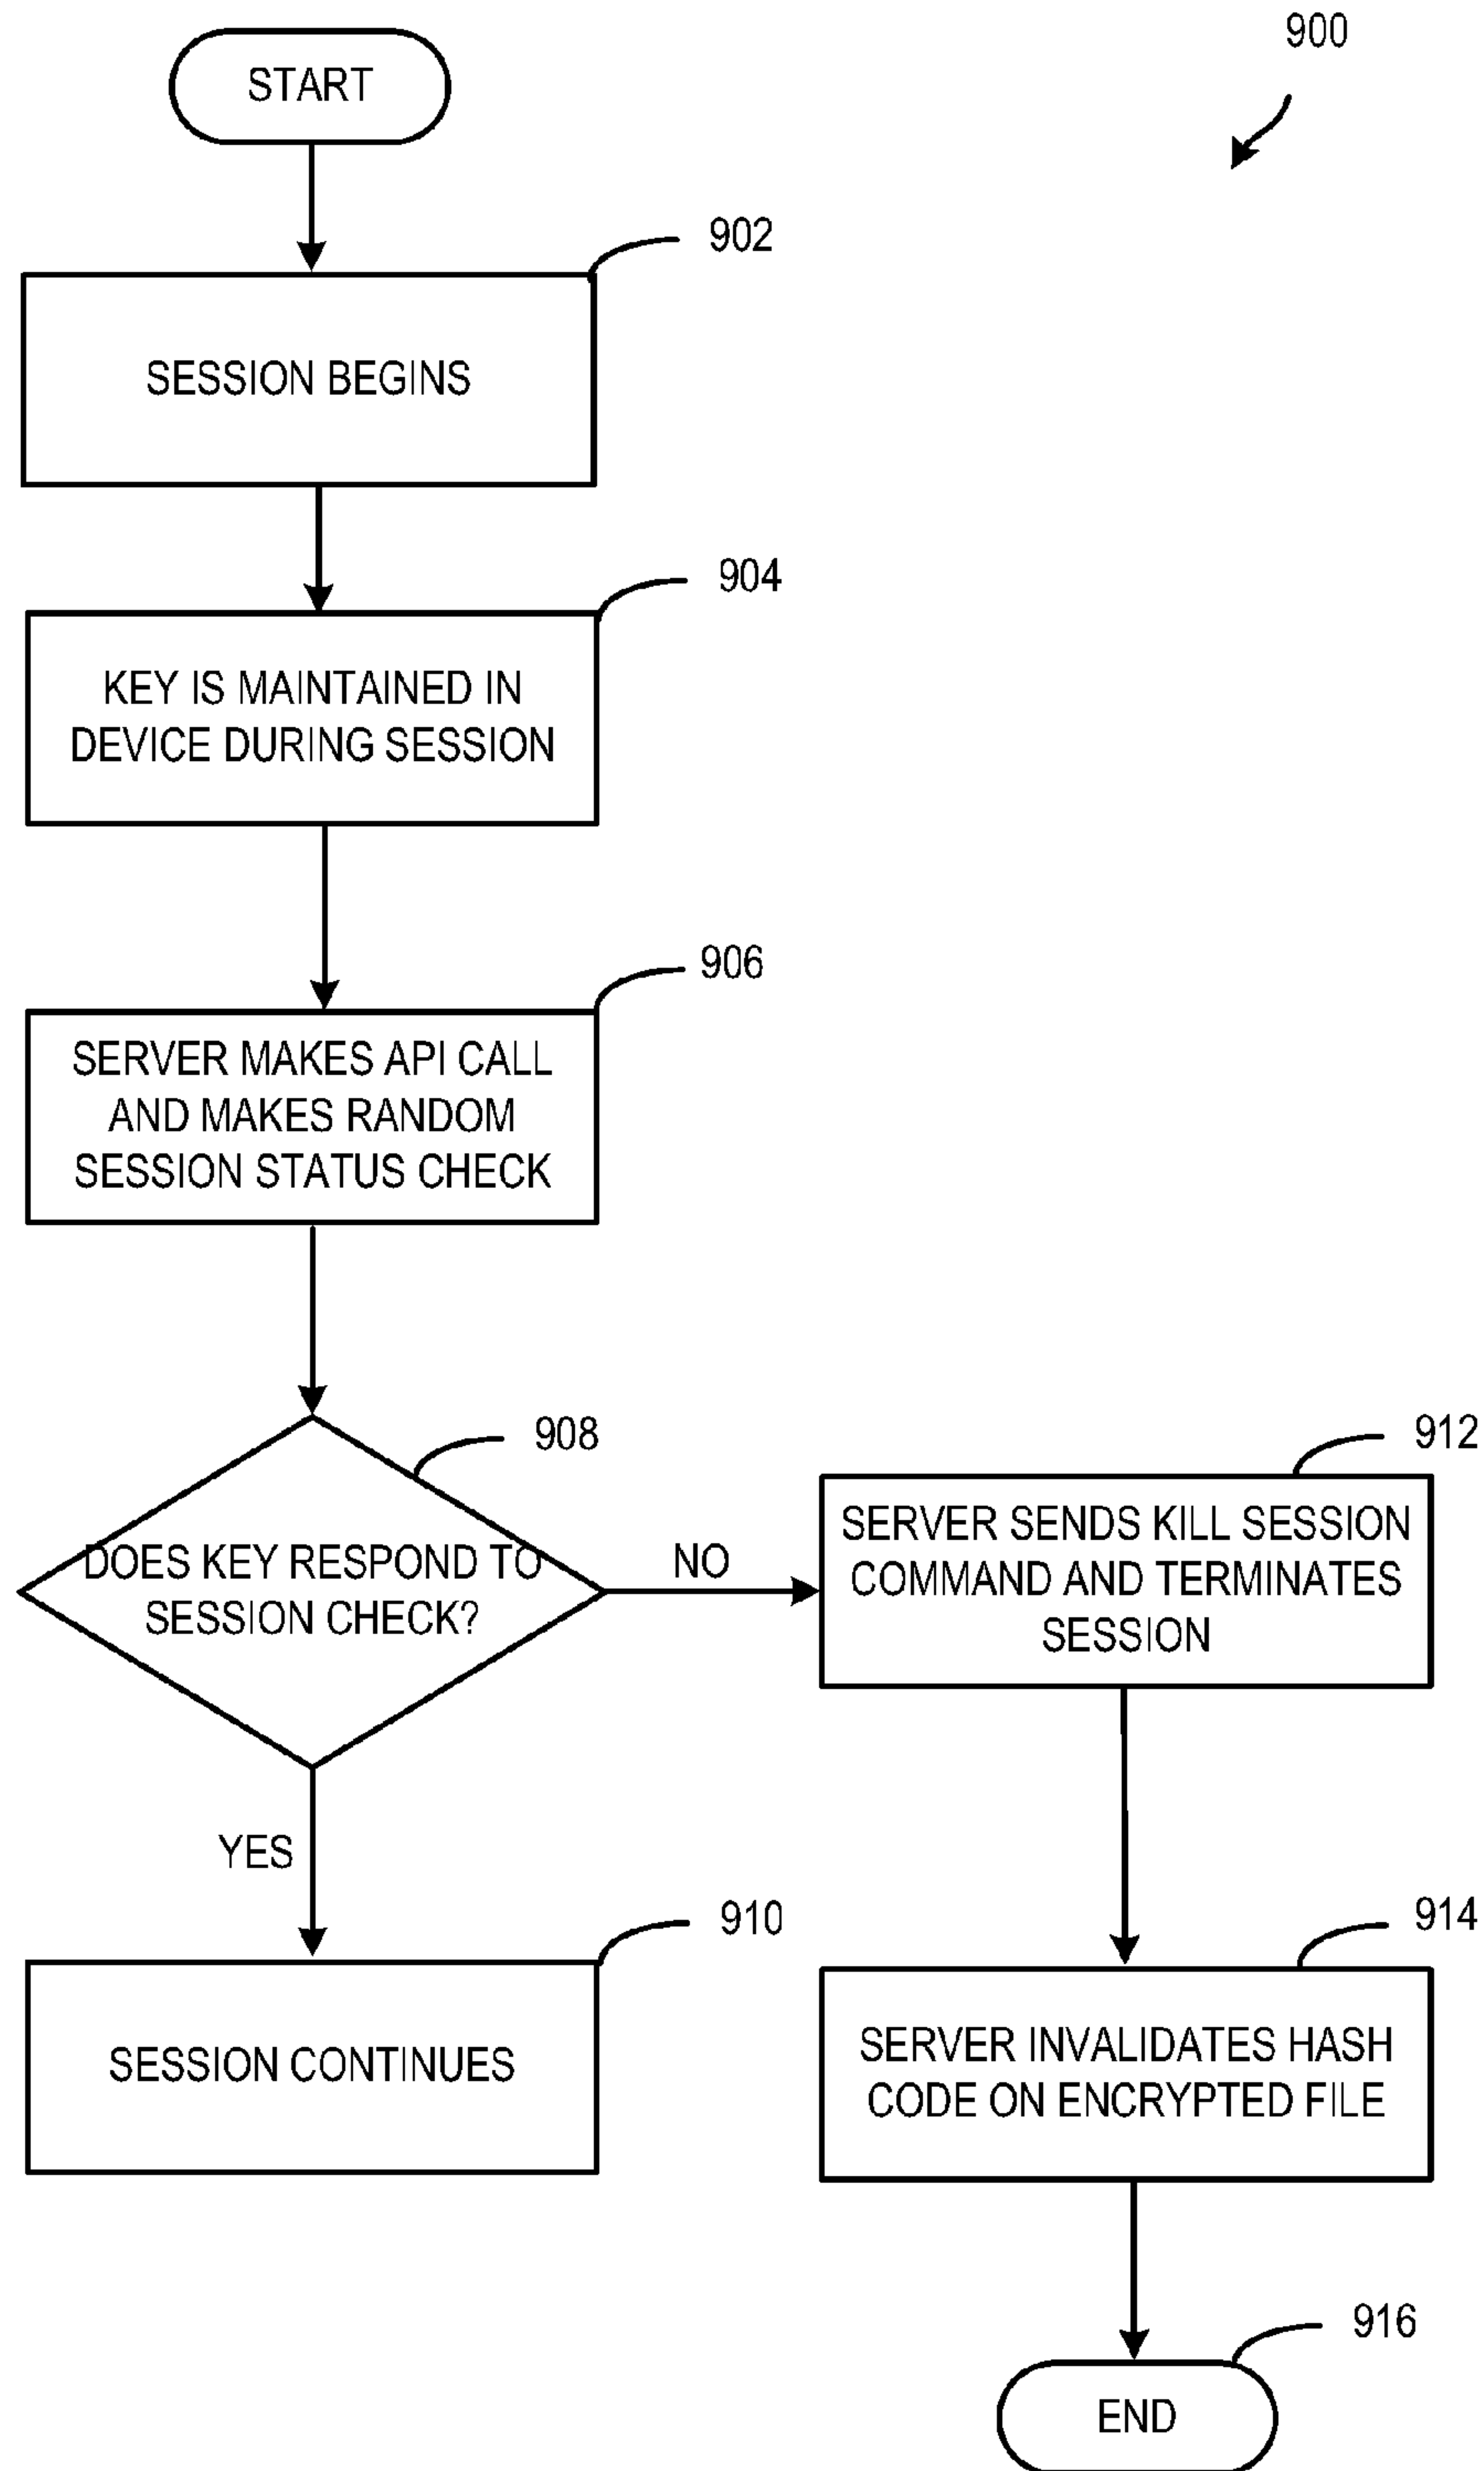 900
START
902
SESSION BEGINS
904
KEY IS MAINTAINED IN
DEVICE DURING SESSION
906
SERVER MAKES API CALL
AND MAKES RANDOM
SESSION STATUS CHECK
908
DOES KEY RESPOND TO
SESSION CHECK?
NO
912
SERVER SENDS KILL SESSION
COMMAND AND TERMINATES
SESSION
YES
910
SESSION CONTINUES
914
SERVER INVALIDATES HASH
CODE ON ENCRYPTED FILE
916
END